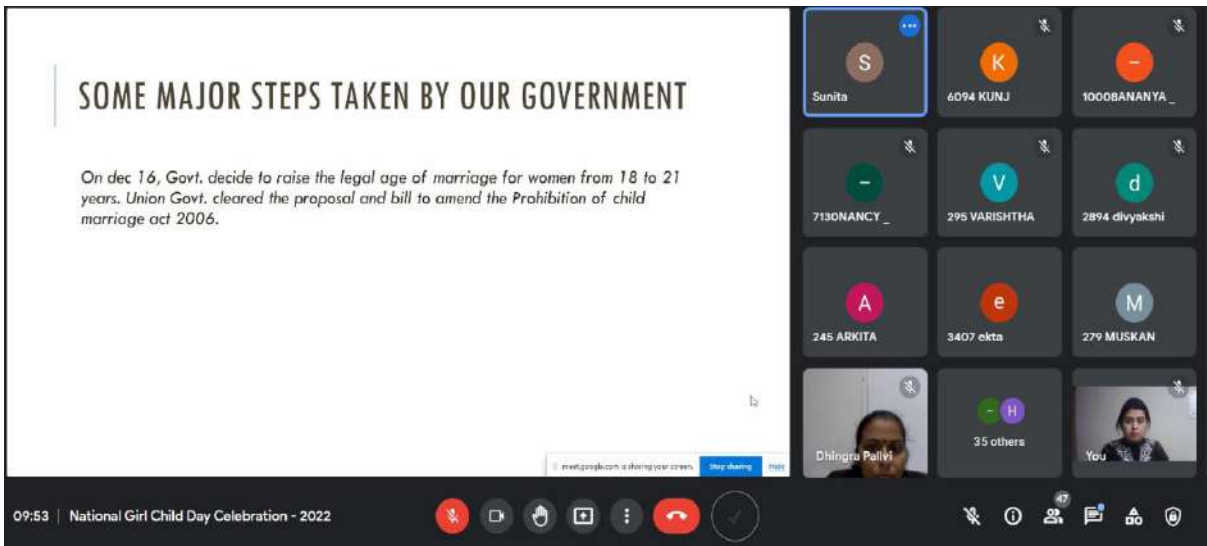 SOME MAJOR STEPS TAKEN BY OUR GOVERNMENT
On dec 16, Govt. decide to raise the legal age of marriage for women from 18 to 21
years. Union Govt. cleared the proposal and bill to amend the Prohibition of child
marriage act 2006.
meet.google.com is sharing your screen.
Stop sharing
Hide
S
Sunita
K
6094 KUNJ
-
10008ANANYA _
-
7130NANCY _
V
295 VARISHTHA
d
2894 divyakshi
A
245 ARKITA
e
3407 ekta
M
279 MUSKAN
Dhingra Pallvi
- H
35 others
You
09:53 | National Girl Child Day Celebration - 2022
47